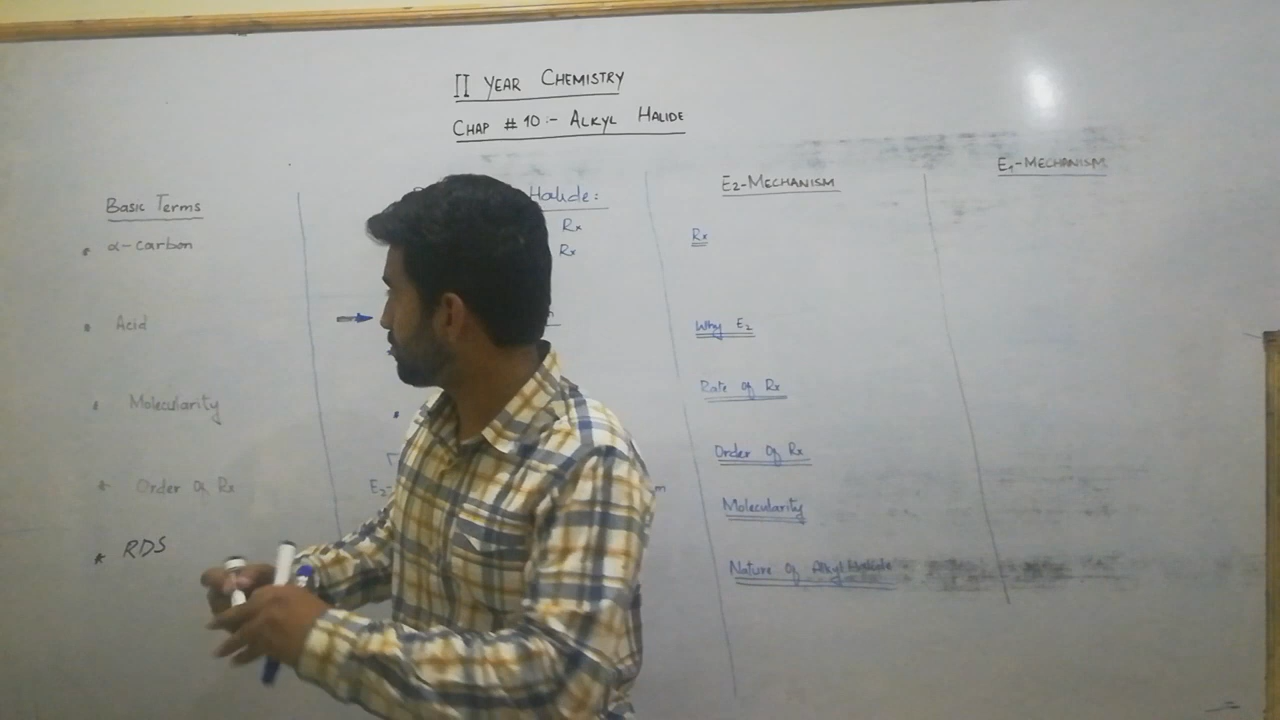 II YEAR CHEMISTRY
CHAP # 10:- ALKYL HALIDE
Basic Terms
• α-carbon
• Acid
• Molecularity
* Order Of Rx
* RDS
Halide:
Rx
Rx
E2-
E2-MECHANISM
Rx
Why E2
Rate of Rx
Order Of Rx
Molecularity
Nature Of Alkyl Halide
E1-MECHANISM